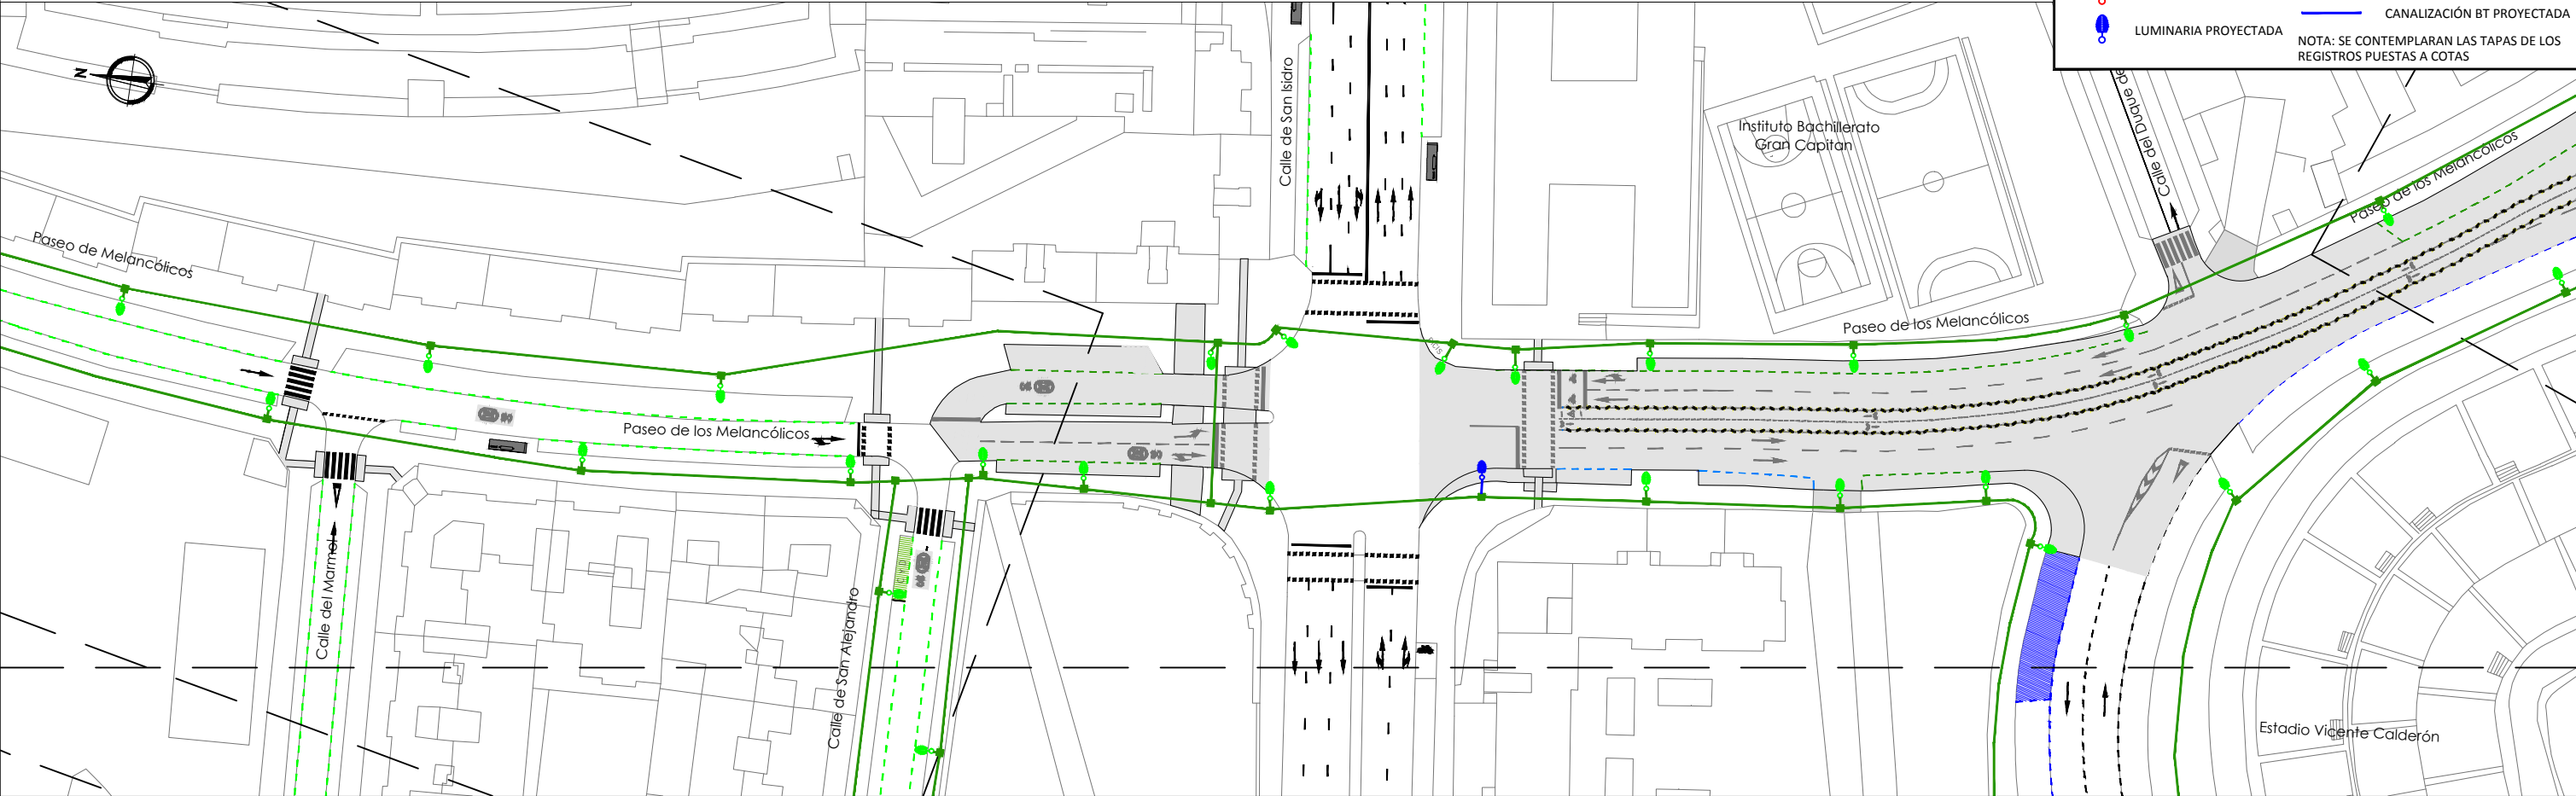 CANALIZACIÓN BT PROYECTADA
LUMINARIA PROYECTADA
NOTA: SE CONTEMPLARAN LAS TAPAS DE LOS
REGISTROS PUESTAS A COTAS
N
Calle de San Isidro
Instituto Bachillerato
Gran Capitan
Calle del Duque de
Paseo de los Melancólicos
Paseo de Melancólicos
Paseo de los Melancólicos
Paseo de los Melancólicos
Calle del Marmol
Calle de San Alejandro
Estadio Vicente Calderón